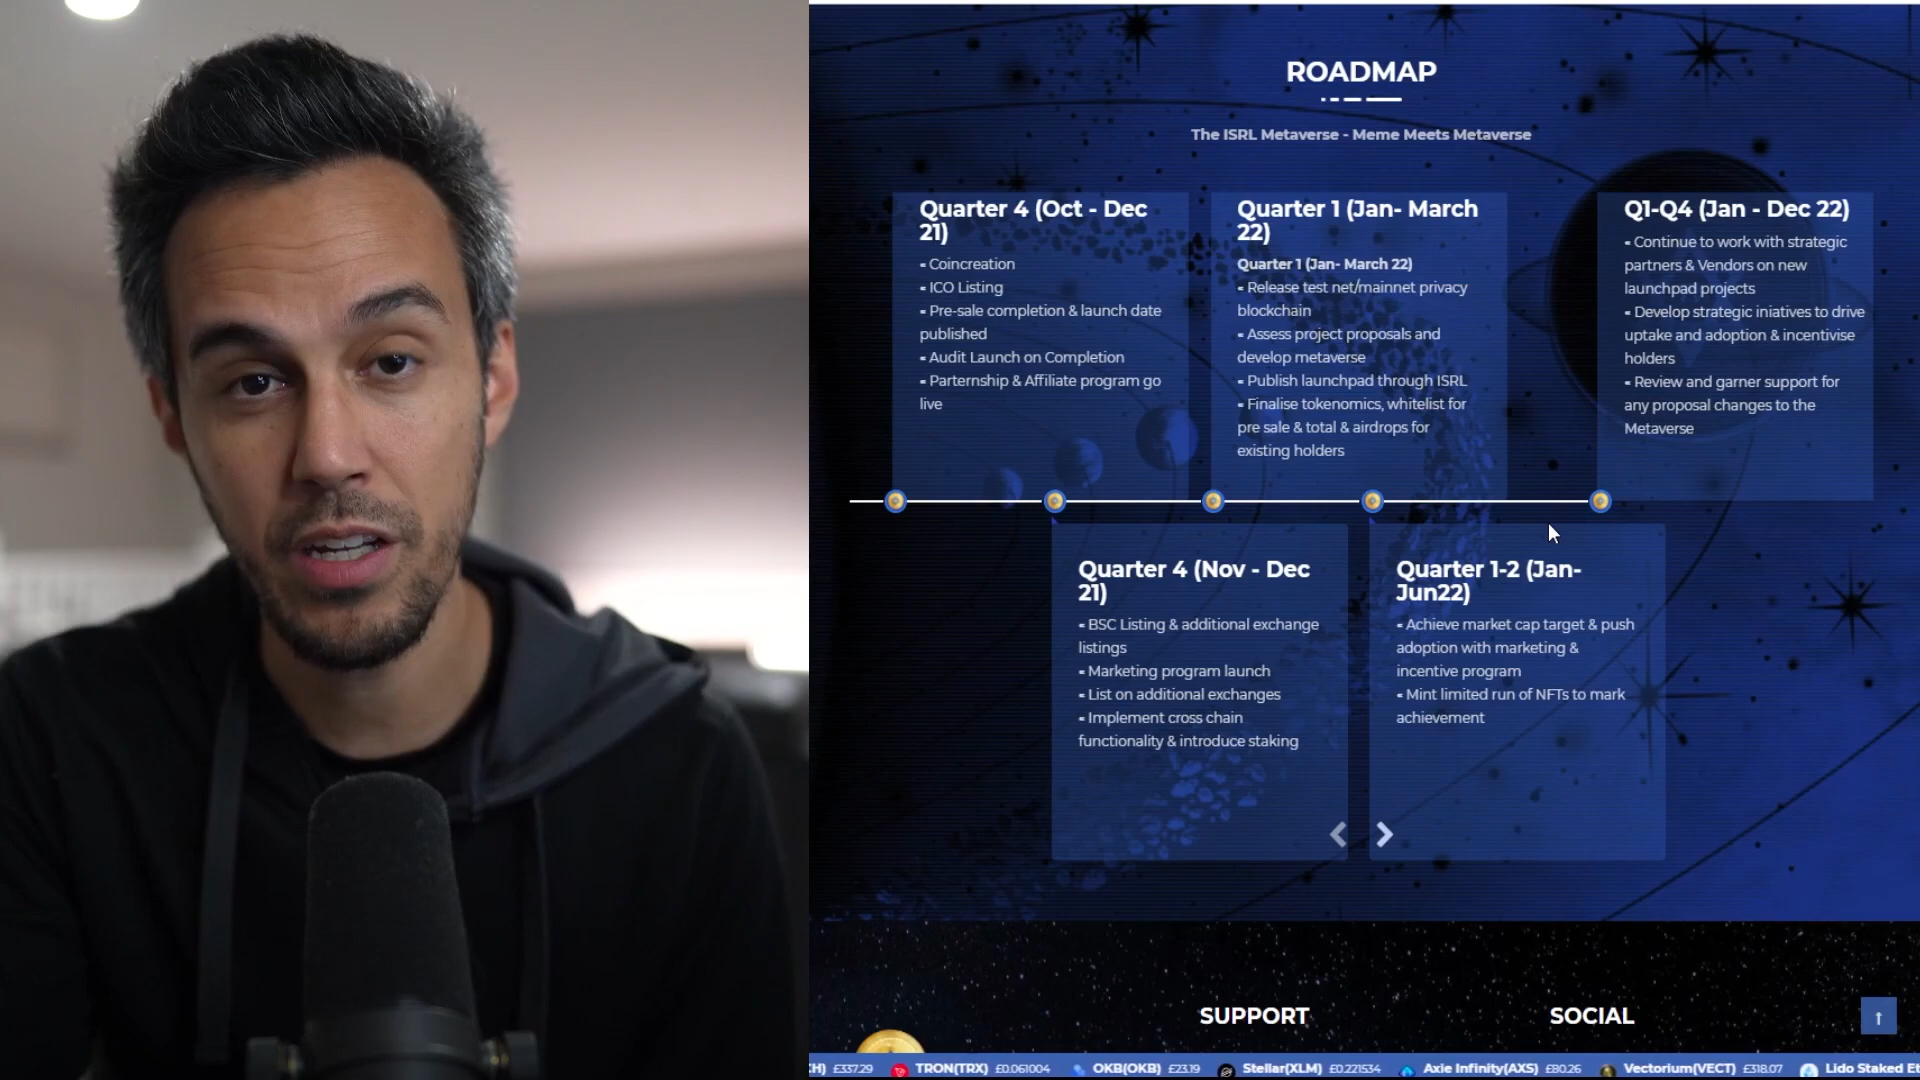 ROADMAP
The ISRL Metaverse - Meme Meets Metaverse
Quarter 4 (Oct - Dec
21)
- Coincreation
- ICO Listing
- Pre-sale completion & launch date
published
- Audit Launch on Completion
- Parternship & Affiliate program go
live
Quarter 1 (Jan- March
22)
Quarter 1 (Jan- March 22)
- Release test net/mainnet privacy
blockchain
- Assess project proposals and
develop metaverse
- Publish launchpad through ISRL
- Finalise tokenomics, whitelist for
pre sale & total & airdrops for
existing holders
Q1-Q4 (Jan - Dec 22)
- Continue to work with strategic
partners & Vendors on new
launchpad projects
- Develop strategic iniatives to drive
uptake and adoption & incentivise
holders
- Review and garner support for
any proposal changes to the
Metaverse
Quarter 4 (Nov - Dec
21)
- BSC Listing & additional exchange
listings
- Marketing program launch
- List on additional exchanges
- Implement cross chain
functionality & introduce staking
Quarter 1-2 (Jan-
Jun22)
- Achieve market cap target & push
adoption with marketing &
incentive program
- Mint limited run of NFTs to mark
achievement
SUPPORT
SOCIAL
H) £337.29 TRON(TRX) £0.061004 OKB(OKB) £23.19 Stellar(XLM) £0.221534 Axie Infinity(AXS) £80.26 Vectorium(VECT) £318.07 Lido Staked Et